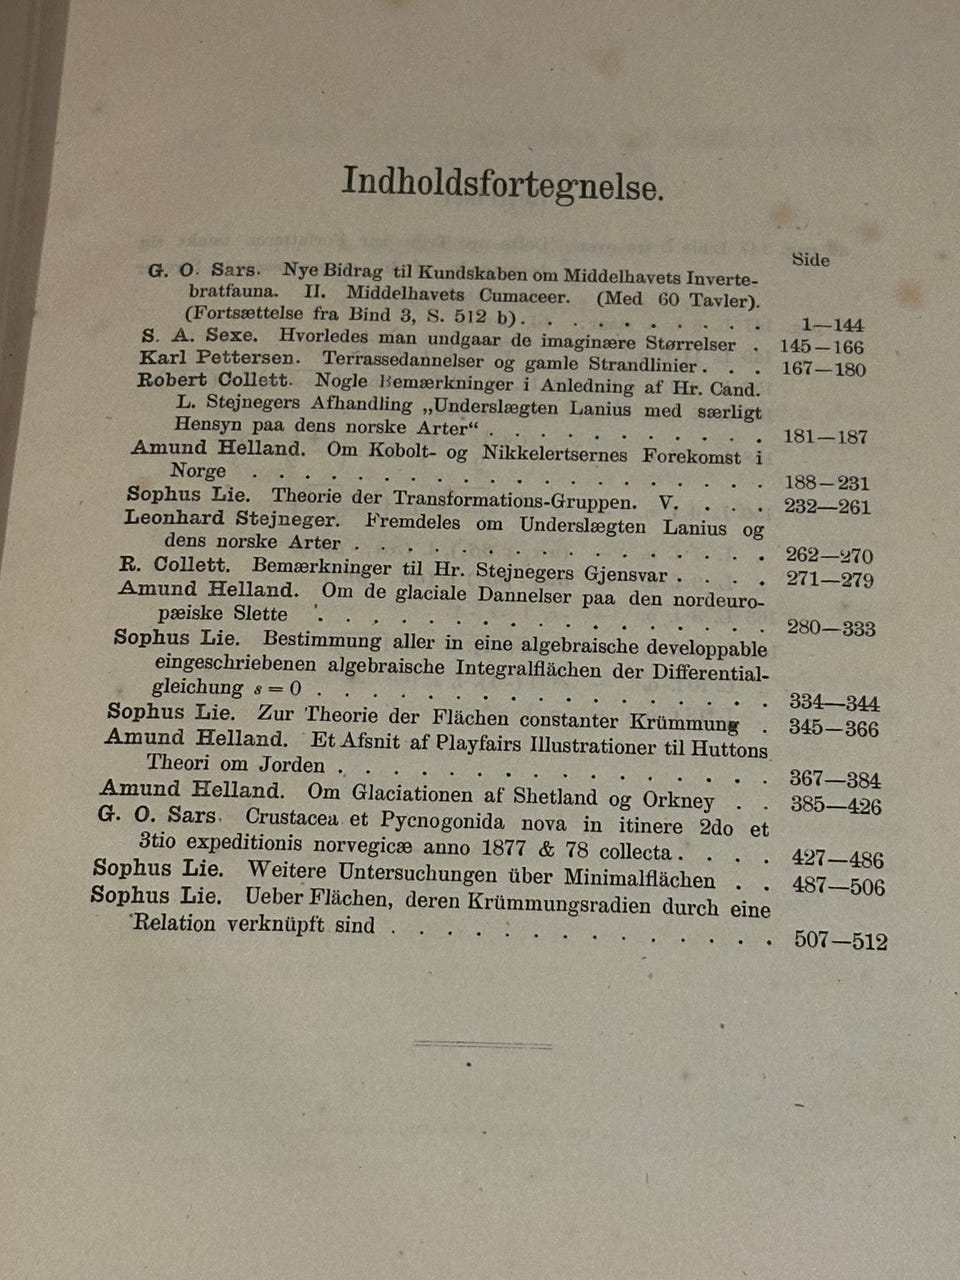 Indholdsfortegnelse.
Side
G. O. Sars. Nye Bidrag til Kundskaben om Middelhavets Inverte-
bratfauna. II. Middelhavets Cumaceer. (Med 60 Tavler).
(Fortsættelse fra Bind 3, S. 512 b). . . . . . . . . . 1—144
S. A. Sexe. Hvorledes man undgaar de imaginære Størrelser . 145—166
Karl Pettersen. Terrassedannelser og gamle Strandlinier . . . 167—180
Robert Collett. Nogle Bemærkninger i Anledning af Hr. Cand.
L. Stejnegers Afhandling „Underslægten Lanius med særligt
Hensyn paa dens norske Arter“ . . . . . . . . . . . 181—187
Amund Helland. Om Kobolt- og Nikkelertsernes Forekomst i
Norge . . . . . . . . . . . . . . . . . . . 188—231
Sophus Lie. Theorie der Transformations-Gruppen. V. . . . . 232—261
Leonhard Stejneger. Fremdeles om Underslægten Lanius og
dens norske Arter . . . . . . . . . . . . . . . . 262—270
R. Collett. Bemærkninger til Hr. Stejnegers Gjensvar . . . . 271—279
Amund Helland. Om de glaciale Dannelser paa den nordeuro-
pæiske Slette . . . . . . . . . . . . . . . . . 280—333
Sophus Lie. Bestimmung aller in eine algebraische developpable
eingeschriebenen algebraische Integralflächen der Differential-
gleichung s = 0 . . . . . . . . . . . . . . . . . 334—344
Sophus Lie. Zur Theorie der Flächen constanter Krümmung . 345—366
Amund Helland. Et Afsnit af Playfairs Illustrationer til Huttons
Theori om Jorden . . . . . . . . . . . . . . . . 367—384
Amund Helland. Om Glaciationen af Shetland og Orkney . . 385—426
G. O. Sars. Crustacea et Pycnogonida nova in itinere 2do et
3tio expeditionis norvegicæ anno 1877 & 78 collecta . . . . 427—486
Sophus Lie. Weitere Untersuchungen über Minimalflächen . . 487—506
Sophus Lie. Ueber Flächen, deren Krümmungsradien durch eine
Relation verknüpft sind . . . . . . . . . . . . . . 507—512